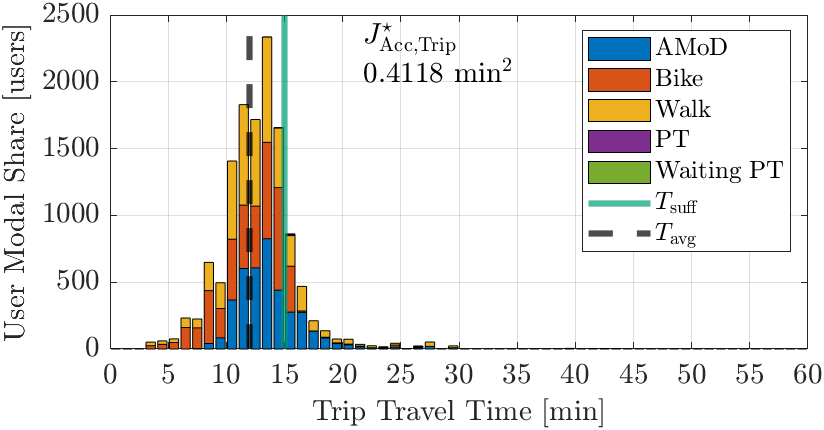 2500
2000
1500
1000
500
0
User Modal Share [users]
J⋆Acc,Trip
0.4118 min²
AMoD
Bike
Walk
PT
Waiting PT
Tsuff
Tavg
0 5 10 15 20 25 30 35 40 45 50 55 60
Trip Travel Time [min]